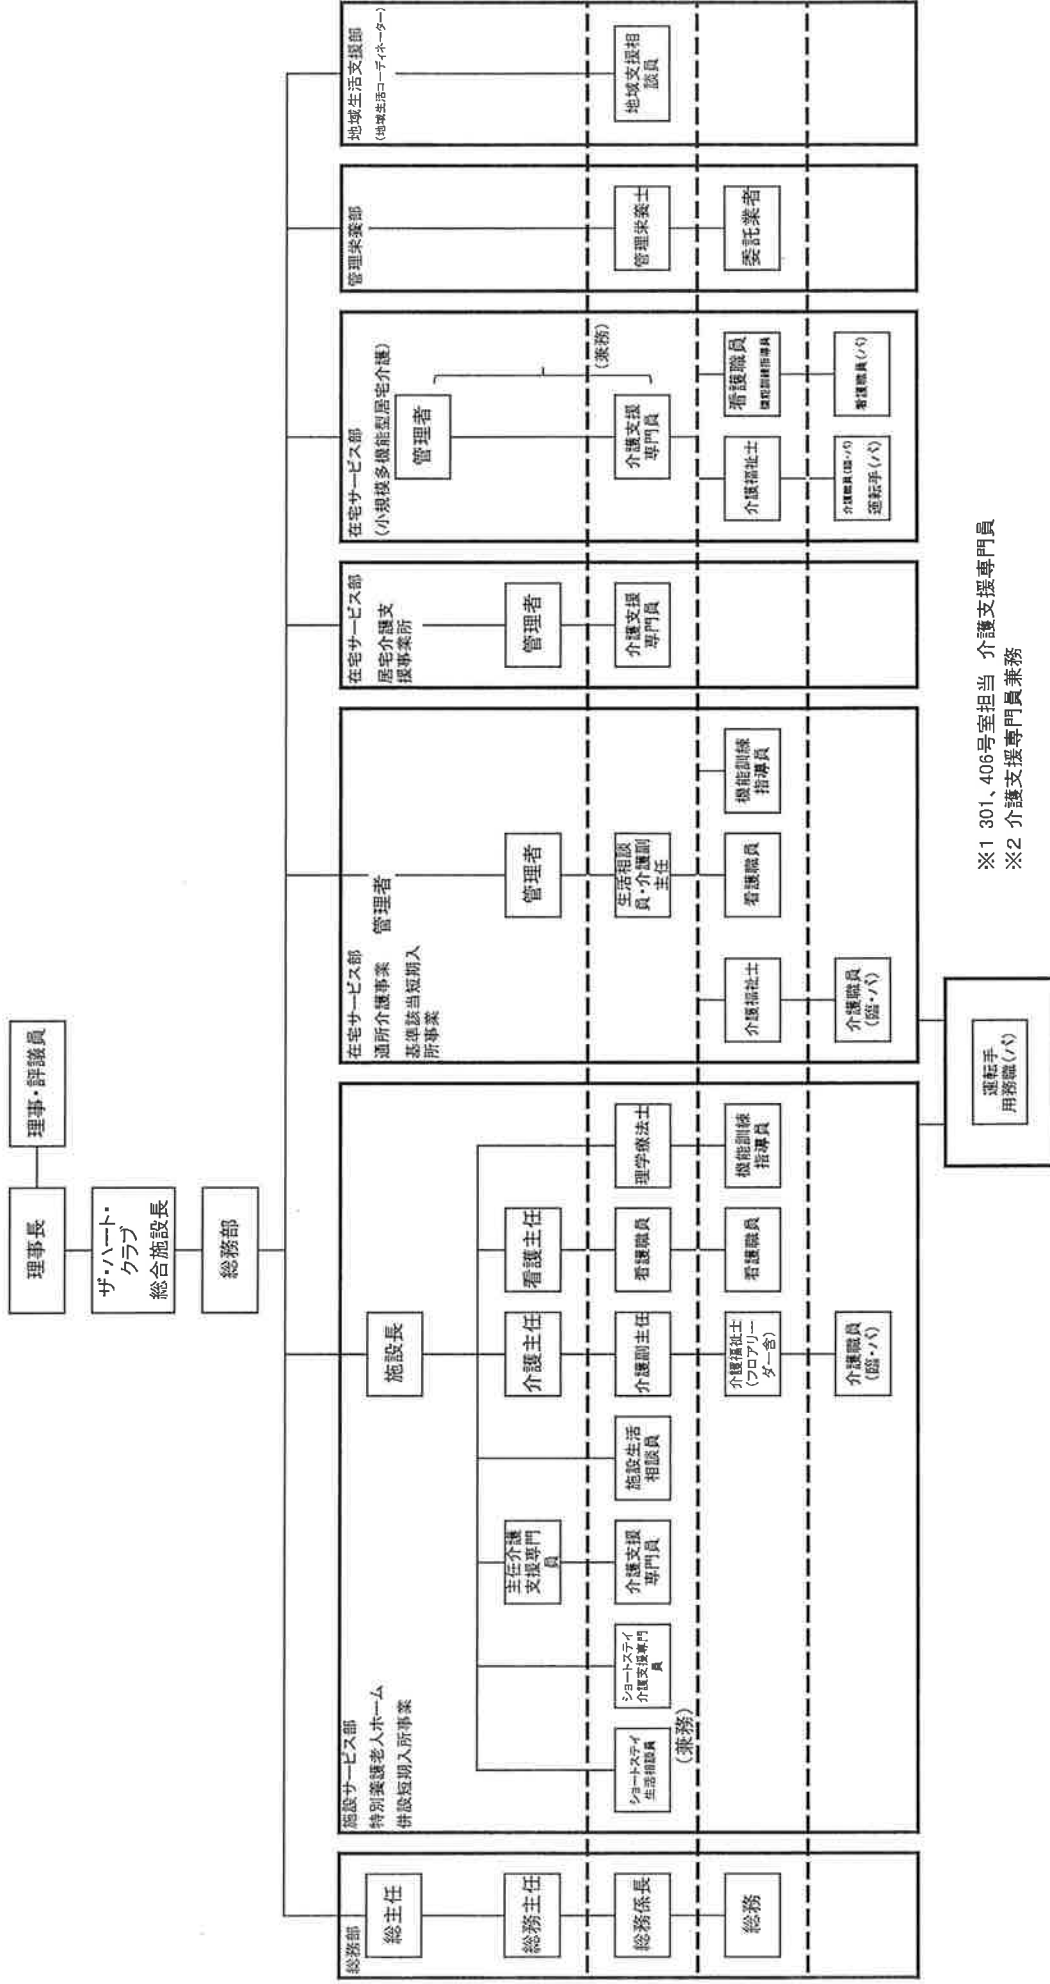 理事長
理事・評議員
ザ・ハート・
クラブ
総合施設長
総務部
総務部
総主任
総務主任
総務係長
総務
施設サービス部
特別養護老人ホーム
併設短期入所事業
施設長
主任介護
支援専門
員
介護主任
看護主任
ショートステイ
生活相談員
(兼務)
ショートステイ
介護支援専門
員
介護支援
専門員
施設生活
相談員
介護副主任
看護職員
理学療法士
介護福祉士
(フロアリー
ダー含)
看護職員
機能訓練
指導員
介護職員
(臨・パ)
在宅サービス部
通所介護事業
管理者
基準該当短期入
所事業
管理者
生活相談
員・介護副
主任
介護福祉士
看護職員
機能訓練
指導員
介護職員
(臨・パ)
運転手
用務職(パ)
在宅サービス部
居宅介護支
援事業所
管理者
介護支援
専門員
在宅サービス部
(小規模多機能型居宅介護)
管理者
(兼務)
介護支援
専門員
介護福祉士
看護職員
機能訓練指導員
介護職員(臨・パ)
運転手(パ)
看護職員(パ)
管理栄養部
管理栄養士
委託業者
地域生活支援部
(地域生活コーディネーター)
地域支援相
談員
※1 301、406号室担当 介護支援専門員
※2 介護支援専門員兼務